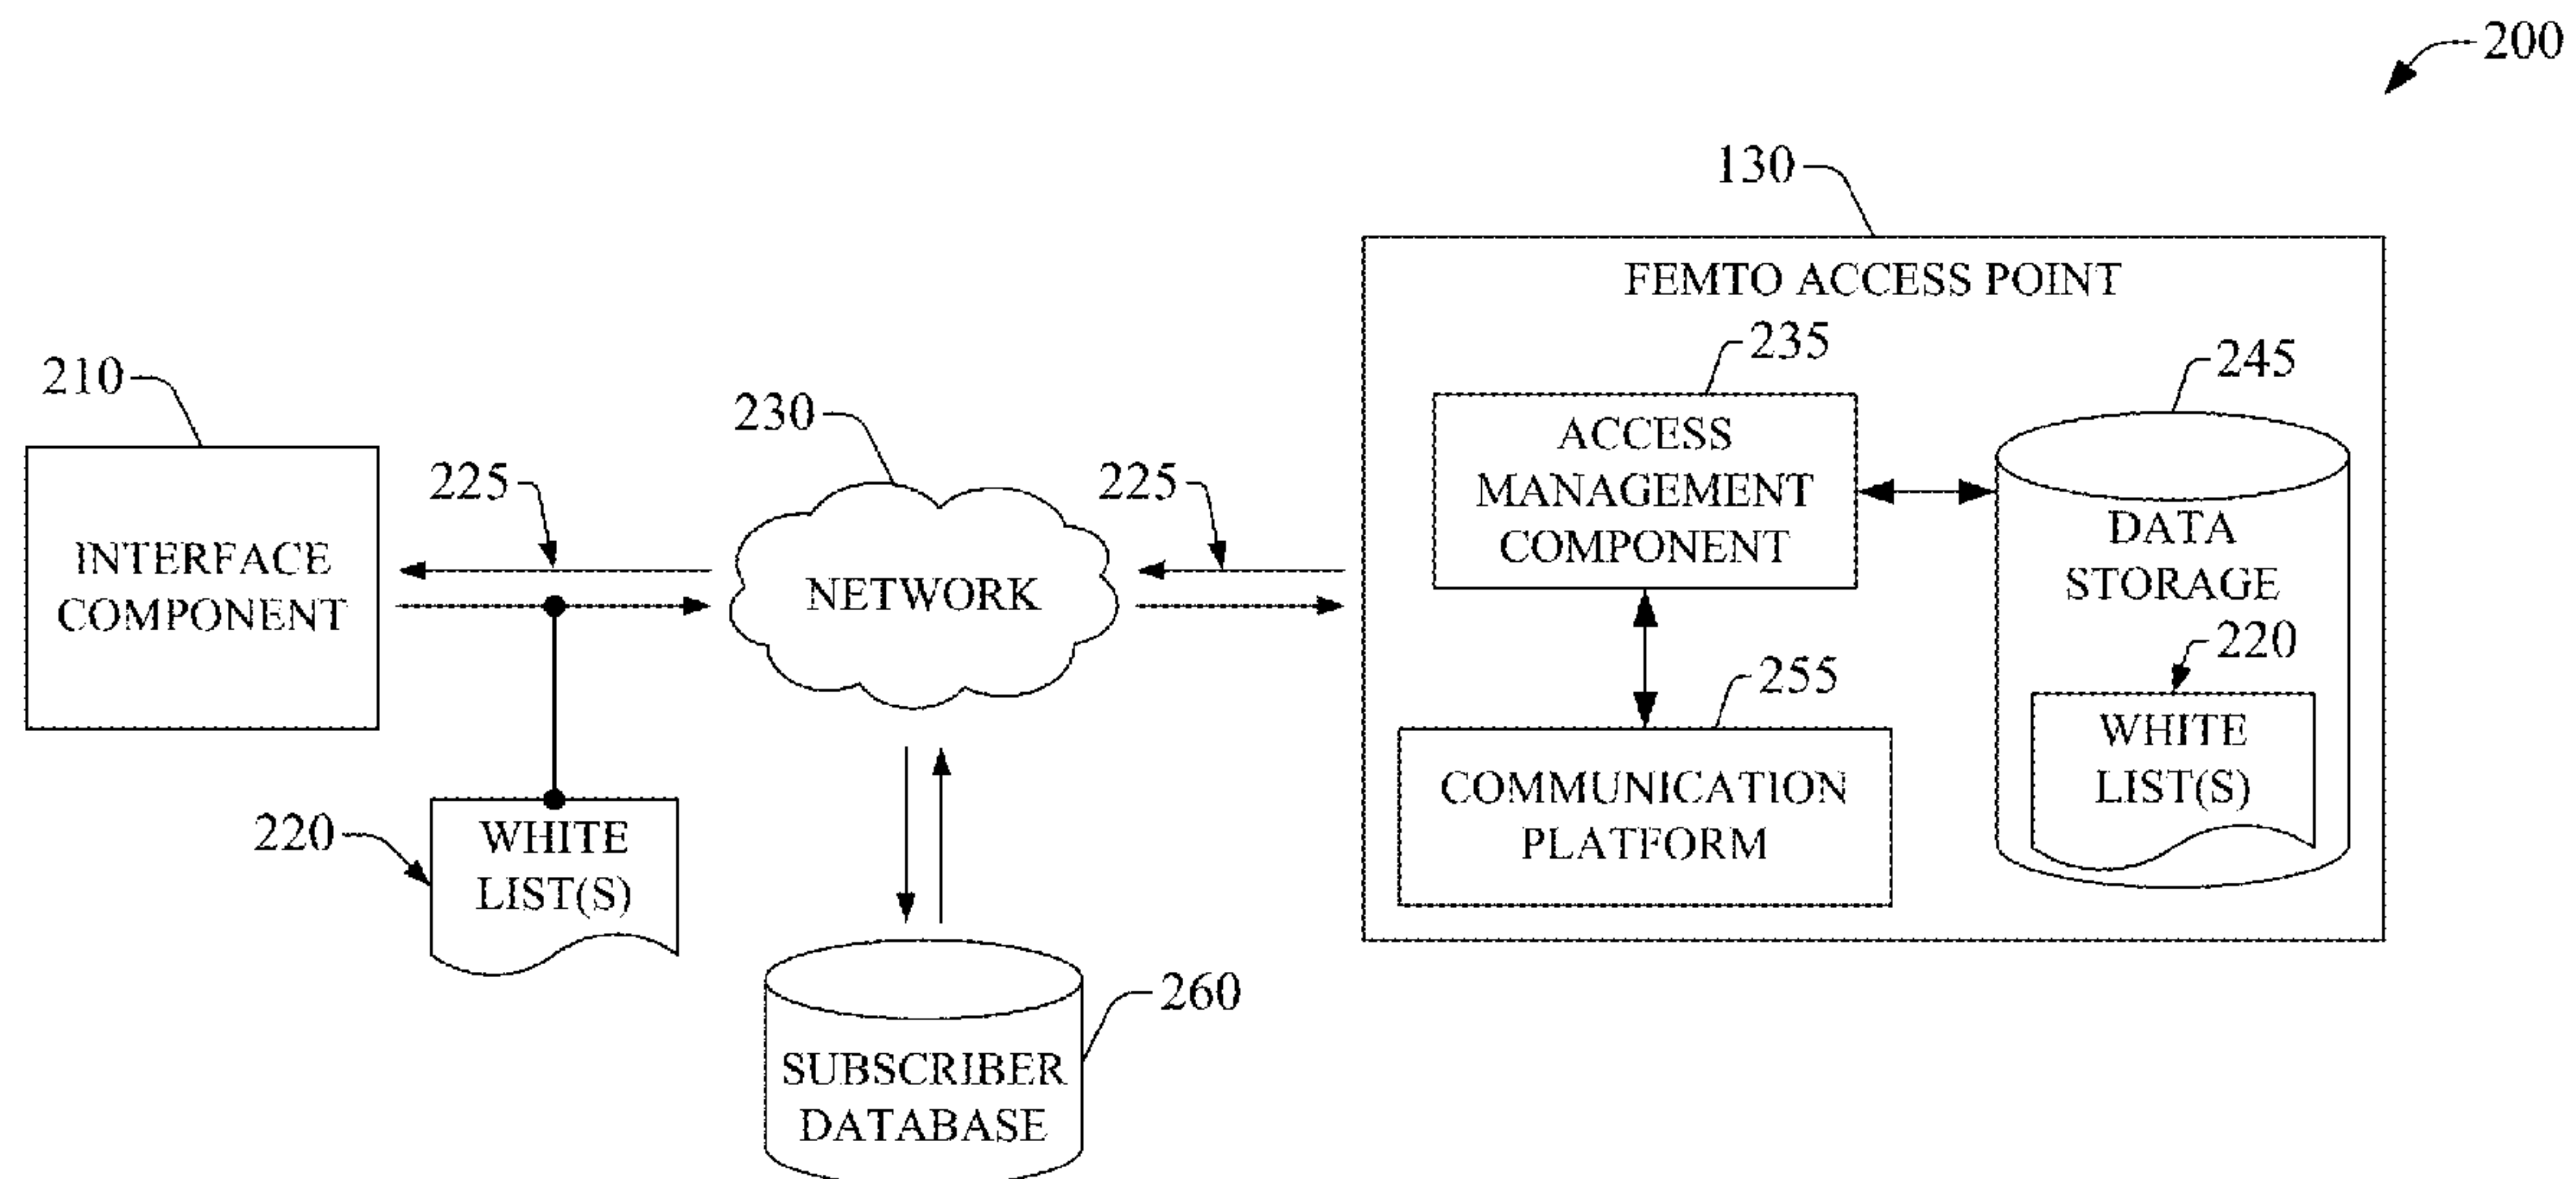 200
130
FEMTO ACCESS POINT
235
245
210
230
ACCESS
MANAGEMENT
COMPONENT
225
225
DATA
STORAGE
INTERFACE
COMPONENT
NETWORK
220
255
WHITE
LIST(S)
COMMUNICATION
PLATFORM
220
WHITE
LIST(S)
260
SUBSCRIBER
DATABASE